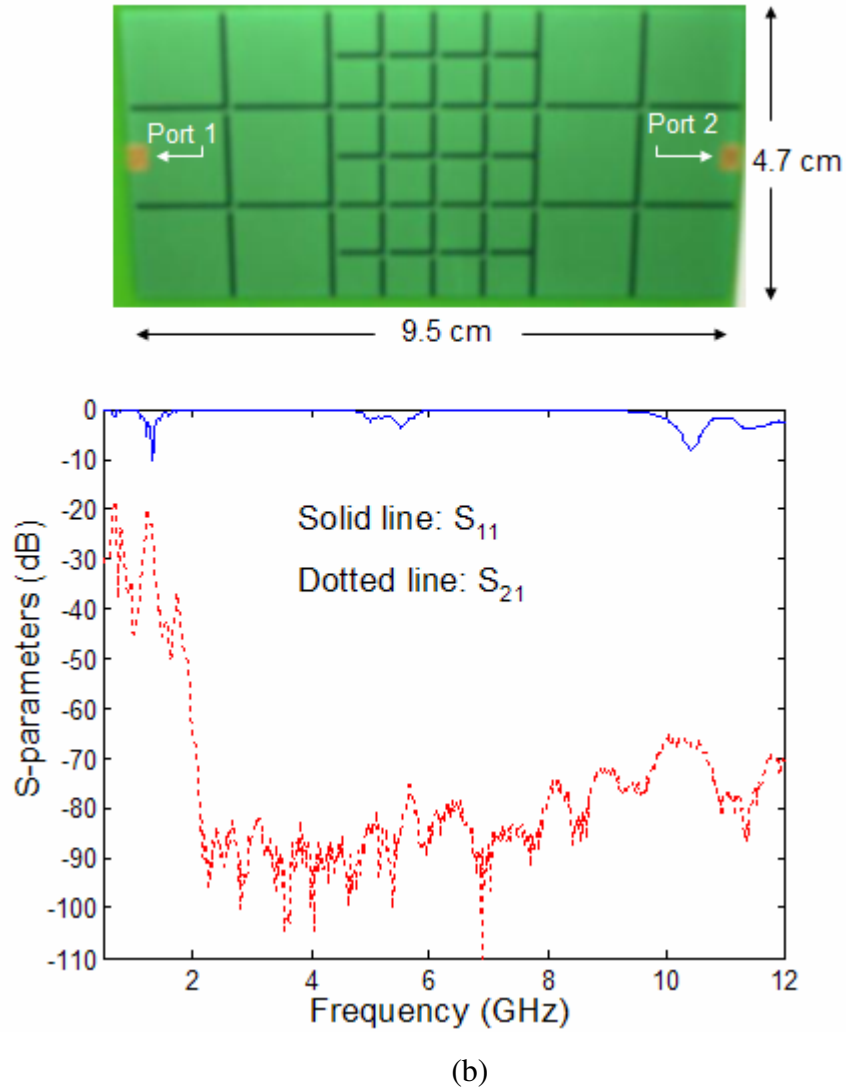 Port 1
Port 2
4.7 cm
9.5 cm
S-parameters (dB)
0
-10
-20
-30
-40
-50
-60
-70
-80
-90
-100
-110
Solid line: S₁₁
Dotted line: S₂₁
2 4 6 8 10 12
Frequency (GHz)
(b)